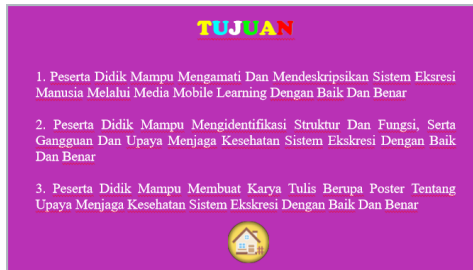 TUJUAN
1. Peserta Didik Mampu Mengamati Dan Mendeskripsikan Sistem Eksresi
Manusia Melalui Media Mobile Learning Dengan Baik Dan Benar
2. Peserta Didik Mampu Mengidentifikasi Struktur Dan Fungsi, Serta
Gangguan Dan Upaya Menjaga Kesehatan Sistem Ekskresi Dengan Baik
Dan Benar
3. Peserta Didik Mampu Membuat Karya Tulis Berupa Poster Tentang
Upaya Menjaga Kesehatan Sistem Ekskresi Dengan Baik Dan Benar